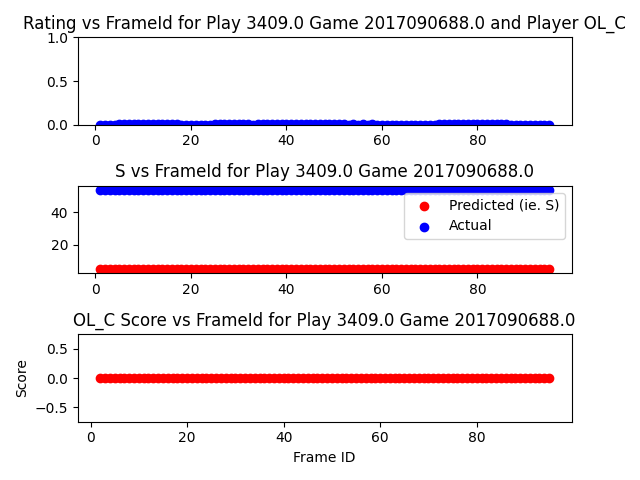 Rating vs FrameId for Play 3409.0 Game 2017090688.0 and Player OL_C
1.0
0.5
0.0
0 20 40 60 80
S vs FrameId for Play 3409.0 Game 2017090688.0
40
20
Predicted (ie. S)
Actual
0 20 40 60 80
OL_C Score vs FrameId for Play 3409.0 Game 2017090688.0
Score
0.5
0.0
−0.5
0 20 40 60 80
Frame ID